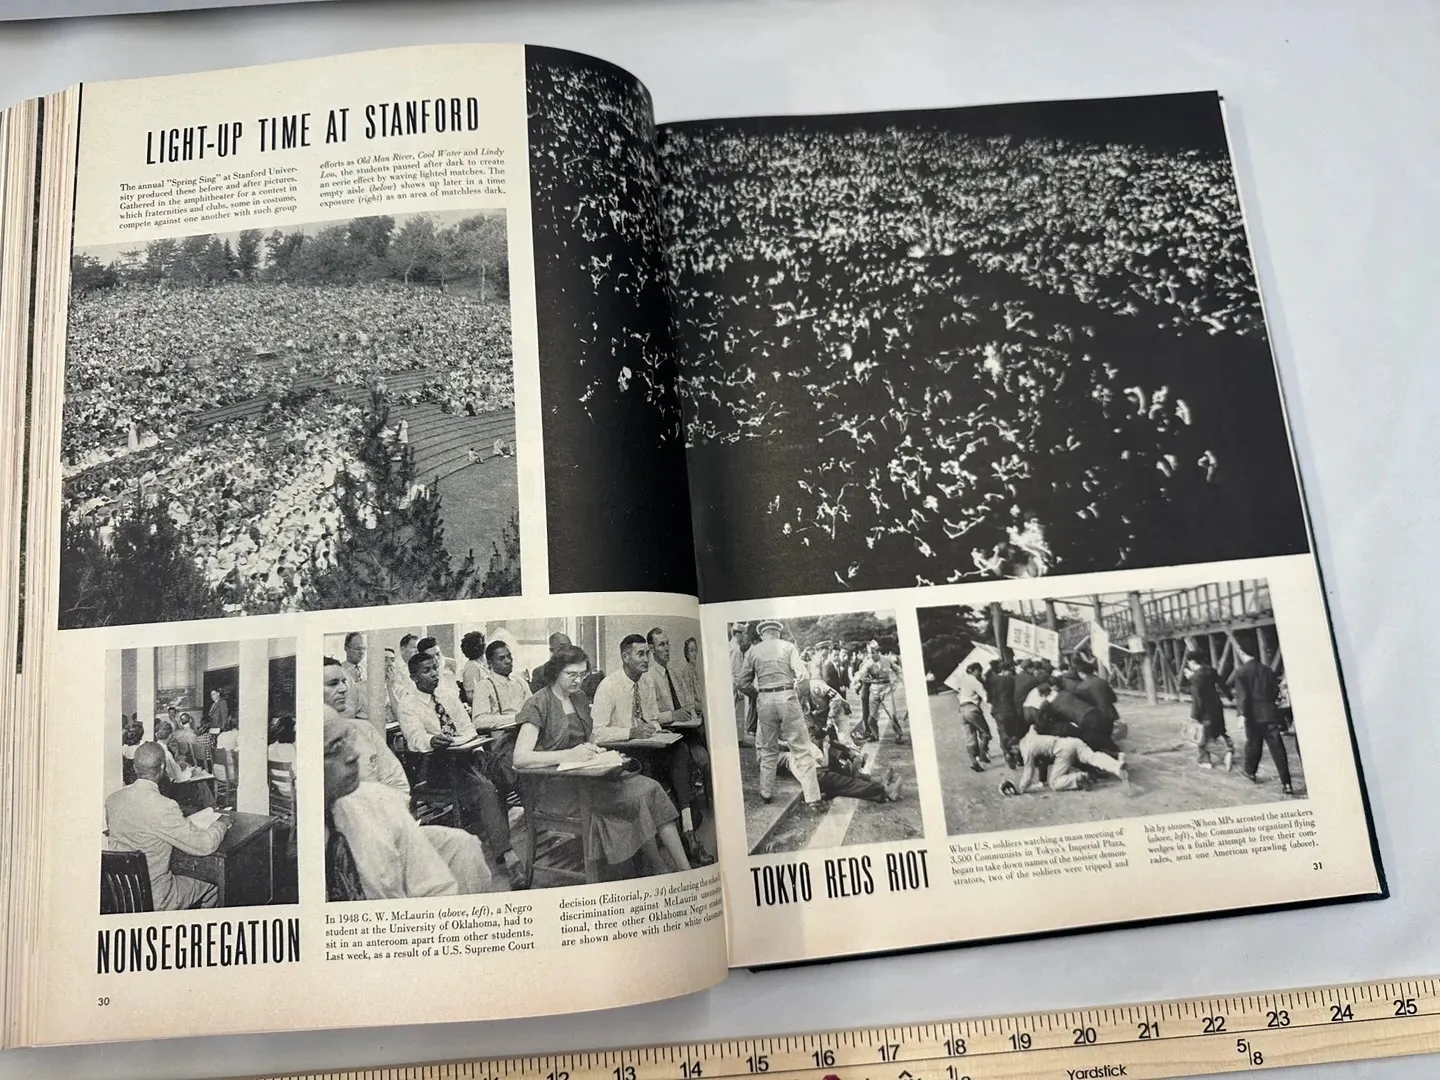 LIGHT-UP TIME AT STANFORD
The annual "Spring Sing" at Stanford Univer-
sity produced these before and after pictures.
Gathered in the amphitheater for a contest in
which fraternities and clubs, some in costume,
compete against one another with such group
efforts as Old Man River, Cool Water and Lindy
Lou, the students paused after dark to create
an eerie effect by waving lighted matches. The
empty aisle (below) shows up later in a time
exposure (right) as an area of matchless dark.
NONSEGREGATION
In 1948 G. W. McLaurin (above, left), a Negro
student at the University of Oklahoma, had to
sit in an anteroom apart from other students.
Last week, as a result of a U.S. Supreme Court
decision (Editorial, p. 34) declaring the
discrimination against McLaurin
tional, three other Oklahoma Negro
are shown above with their white
30
TOKYO REDS RIOT
When U.S. soldiers watching a mass meeting of
3,500 Communists in Tokyo's Imperial Plaza,
began to take down names of the noisier demon-
strators, two of the soldiers were tripped and
hit by stones. When MPs arrested the attackers
(above, left), the Communists organized flying
wedges in a futile attempt to free their com-
rades, sent one American sprawling (above).
31
12 13 14 15 16 17 18 19 20 21 22 23 24 25
5/8
Yardstick